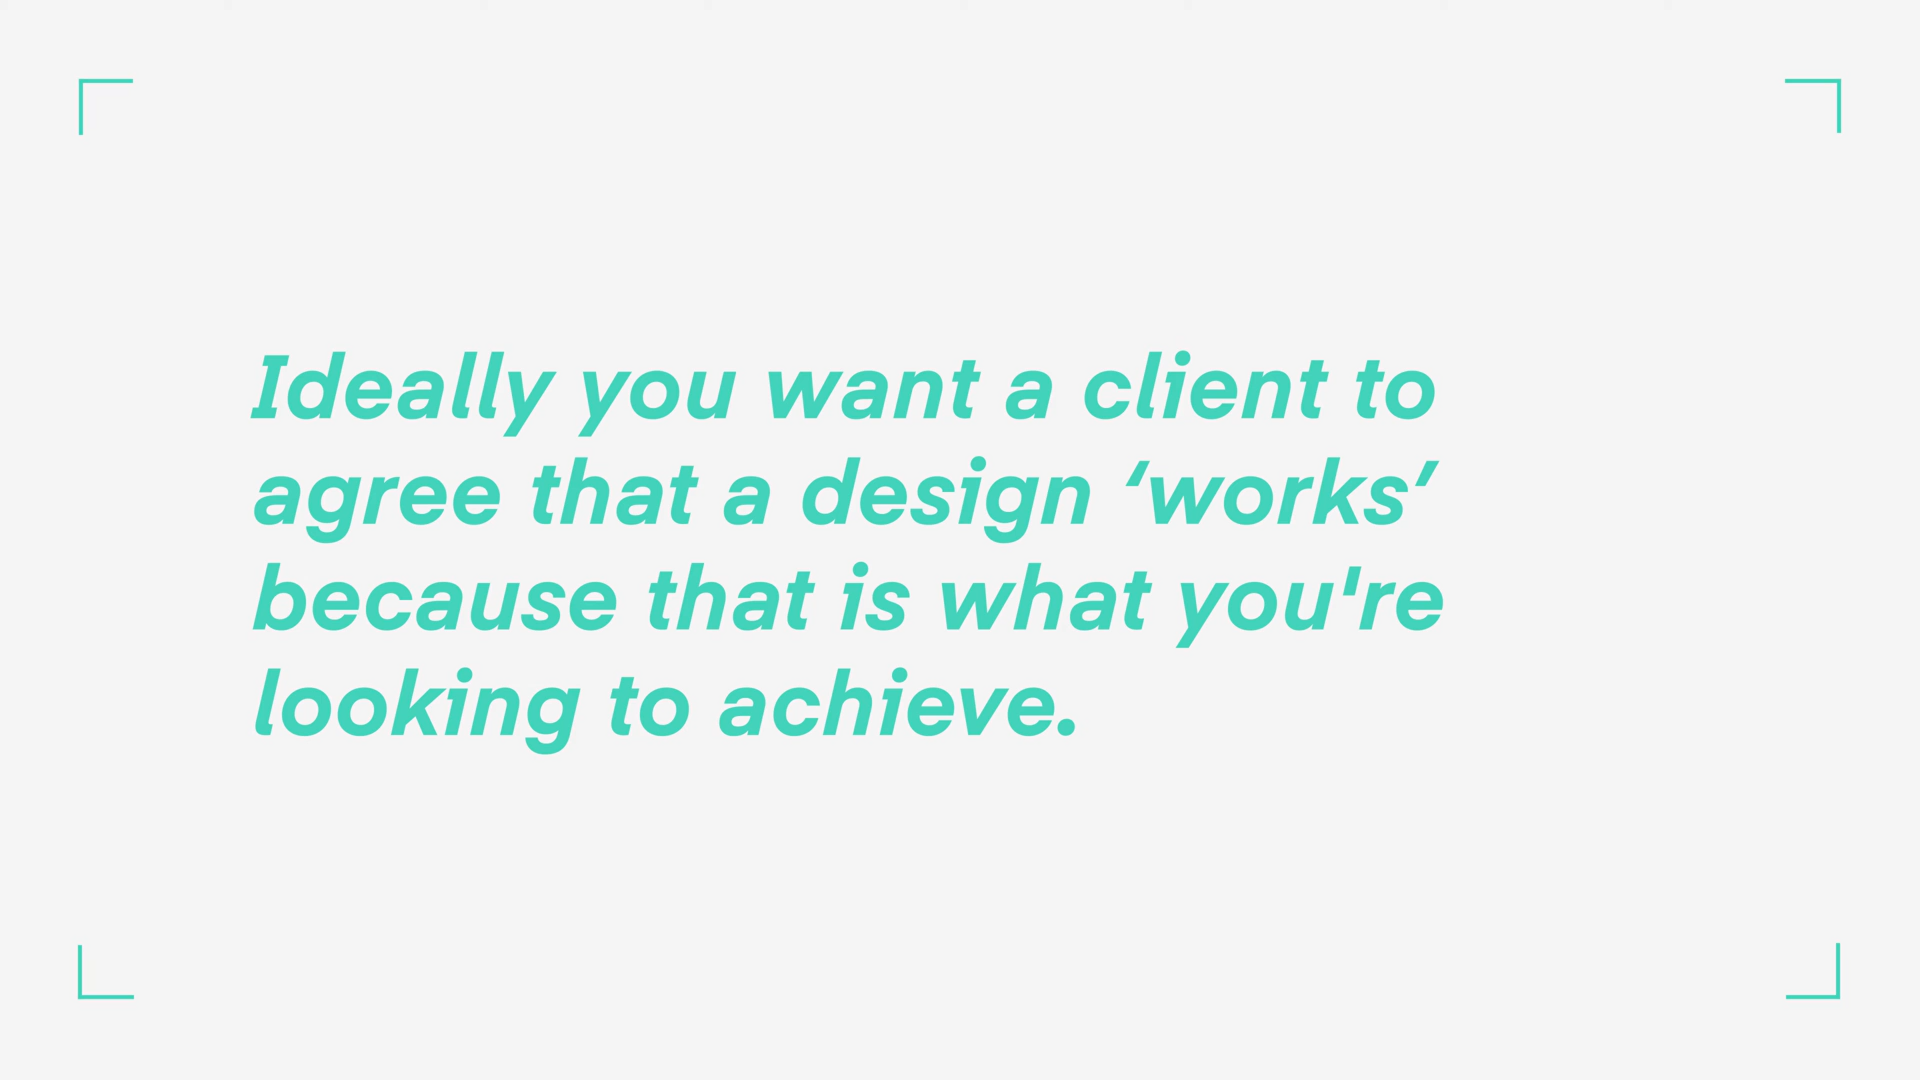 Ideally you want a client to
agree that a design ‘works’
because that is what you're
looking to achieve.